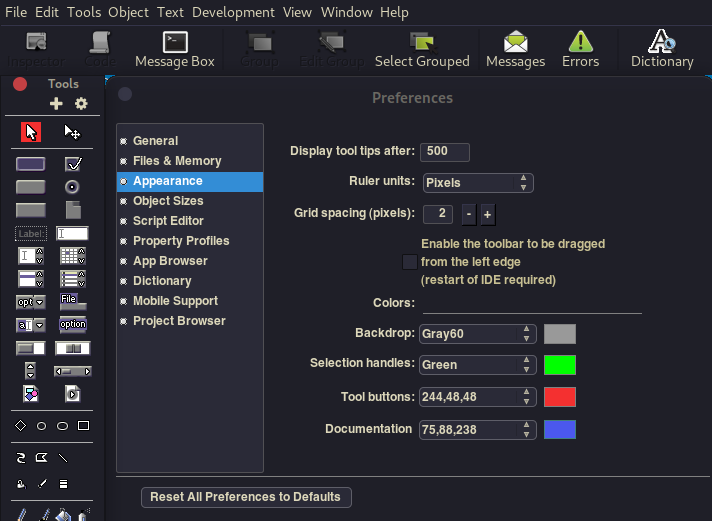 File Edit Tools Object Text Development View Window Help
Inspector Code Message Box Group Edit Group Select Grouped Messages Errors Dictionary
Tools
Preferences
General
Files & Memory
Appearance
Object Sizes
Script Editor
Property Profiles
App Browser
Dictionary
Mobile Support
Project Browser
Display tool tips after: 500
Ruler units: Pixels
Grid spacing (pixels): 2 - +
Enable the toolbar to be dragged
from the left edge
(restart of IDE required)
Colors:
Backdrop: Gray60
Selection handles: Green
Tool buttons: 244,48,48
Documentation 75,88,238
Label:
opt File
a option
Reset All Preferences to Defaults